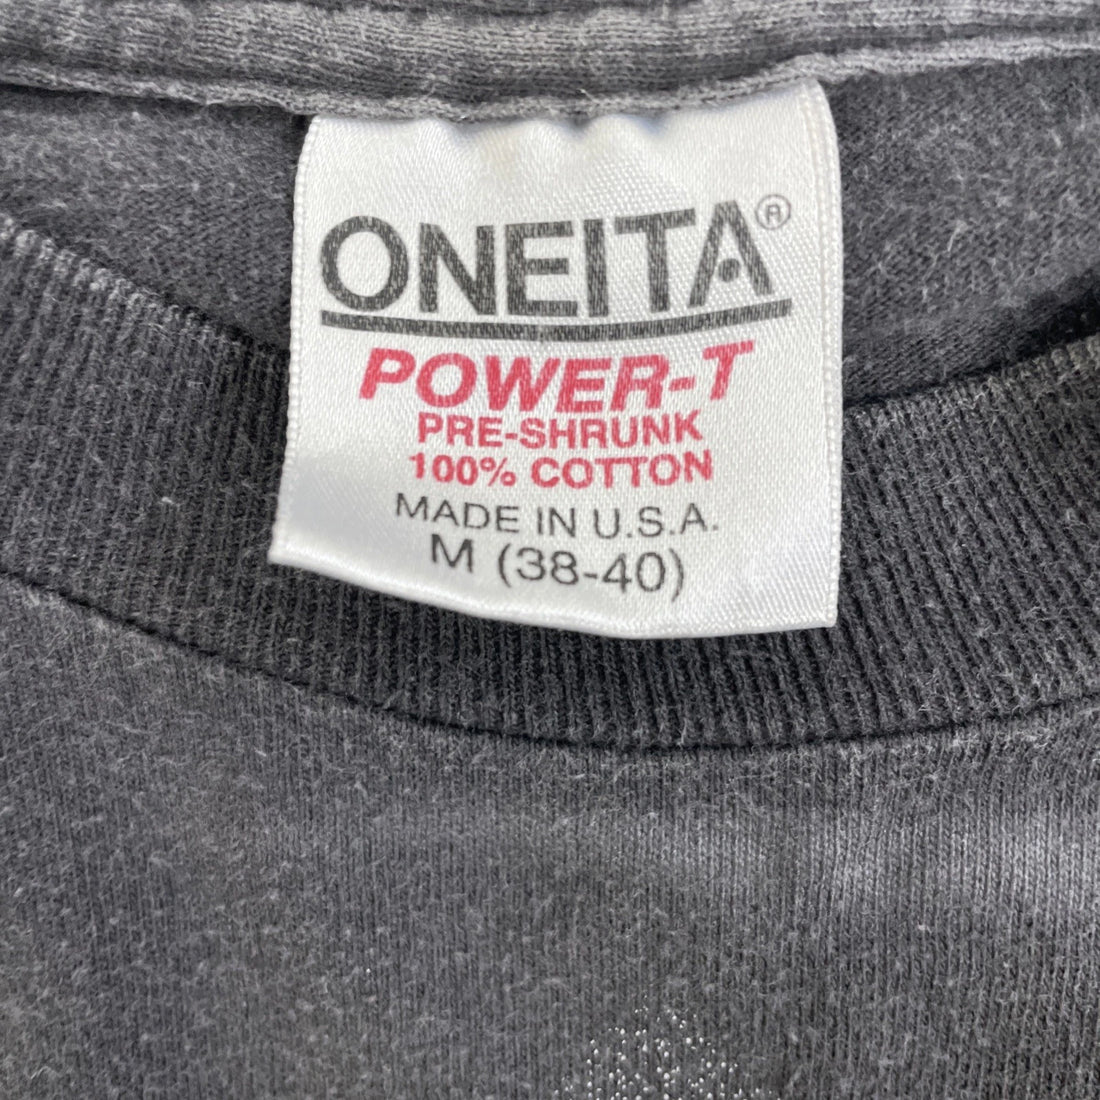 ONEITA®
POWER-T
PRE-SHRUNK
100% COTTON
MADE IN U.S.A.
M (38-40)